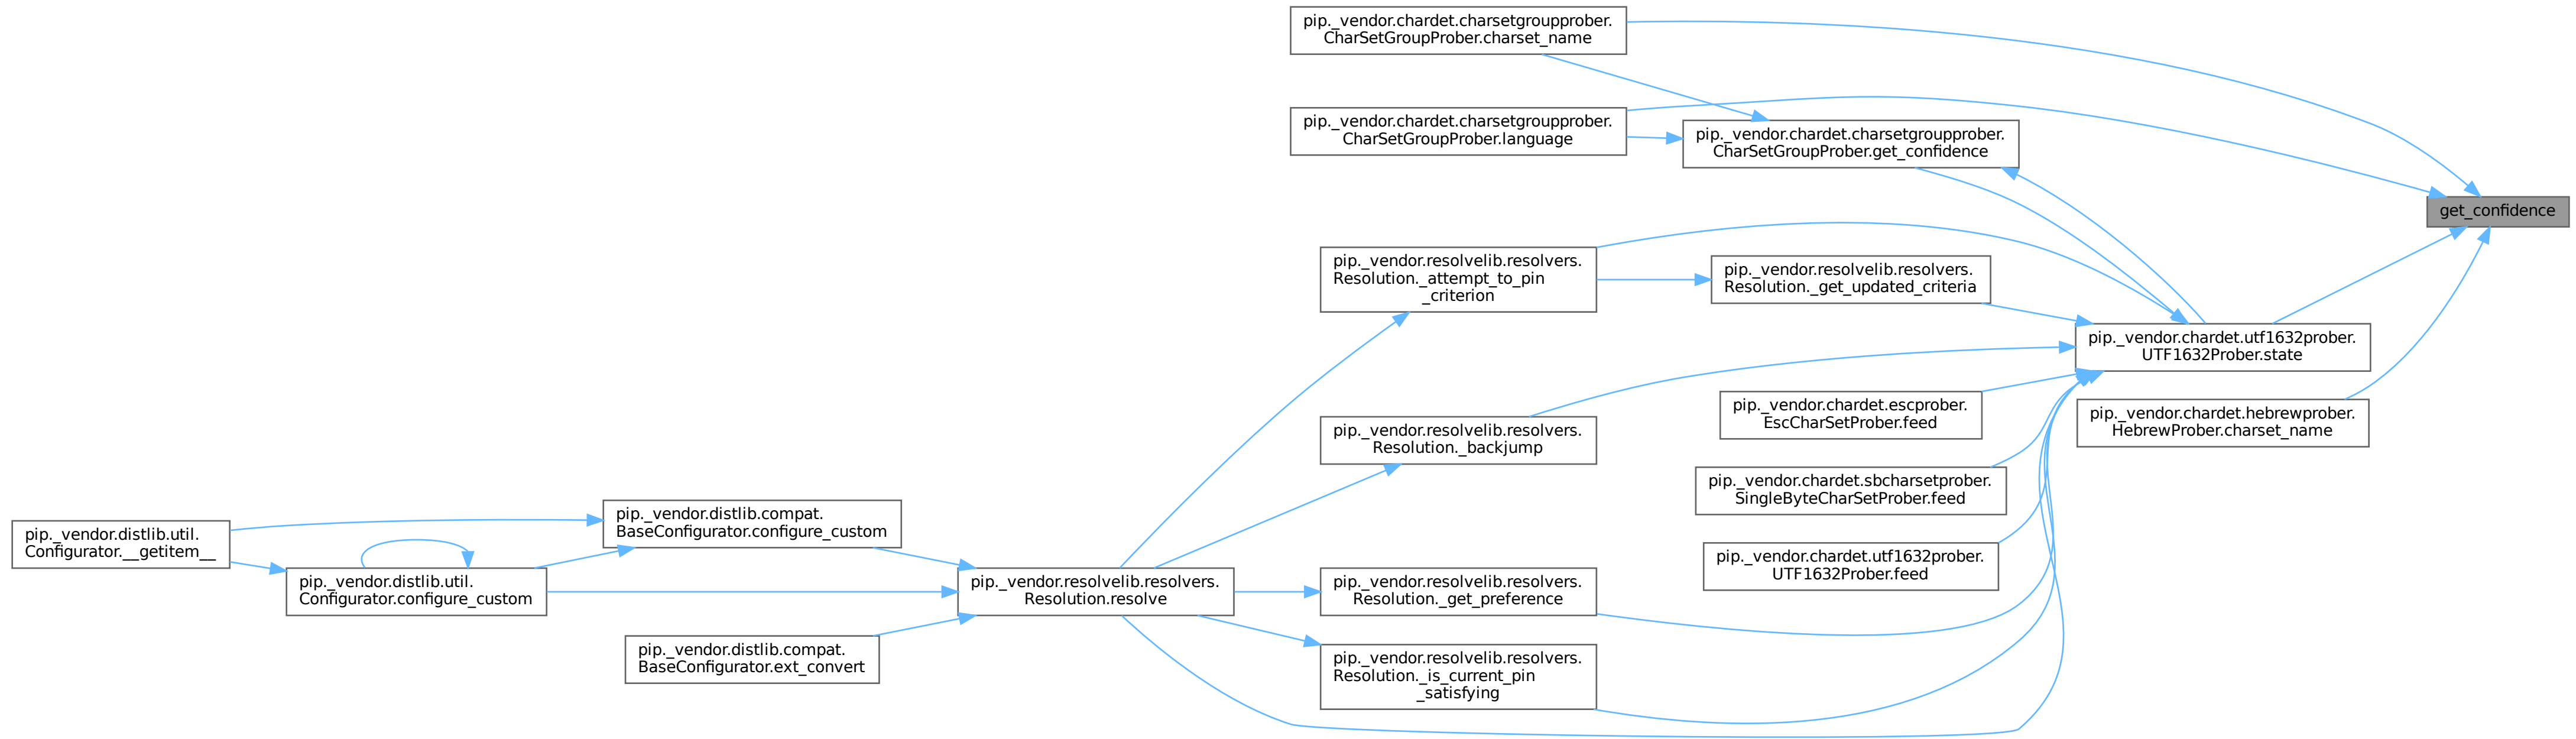 pip._vendor.chardet.charsetgroupprober.
CharSetGroupProber.charset_name
pip._vendor.chardet.charsetgroupprober.
CharSetGroupProber.language
pip._vendor.chardet.charsetgroupprober.
CharSetGroupProber.get_confidence
get_confidence
pip._vendor.resolvelib.resolvers.
Resolution._attempt_to_pin
_criterion
pip._vendor.resolvelib.resolvers.
Resolution._get_updated_criteria
pip._vendor.chardet.utf1632prober.
UTF1632Prober.state
pip._vendor.chardet.escprober.
EscCharSetProber.feed
pip._vendor.chardet.hebrewprober.
HebrewProber.charset_name
pip._vendor.resolvelib.resolvers.
Resolution._backjump
pip._vendor.chardet.sbcharsetprober.
SingleByteCharSetProber.feed
pip._vendor.distlib.compat.
BaseConfigurator.configure_custom
pip._vendor.distlib.util.
Configurator.__getitem__
pip._vendor.chardet.utf1632prober.
UTF1632Prober.feed
pip._vendor.distlib.util.
Configurator.configure_custom
pip._vendor.resolvelib.resolvers.
Resolution.resolve
pip._vendor.resolvelib.resolvers.
Resolution._get_preference
pip._vendor.distlib.compat.
BaseConfigurator.ext_convert
pip._vendor.resolvelib.resolvers.
Resolution._is_current_pin
_satisfying